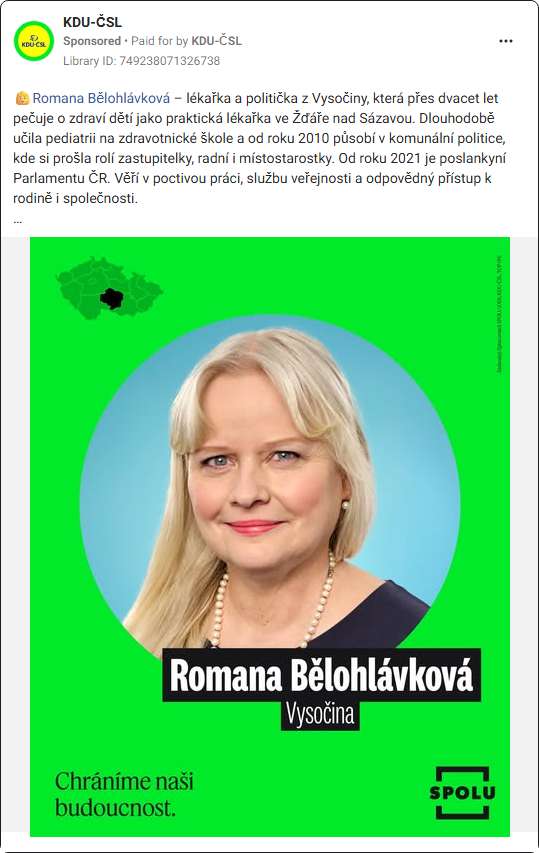 KDU-ČSL
Sponsored • Paid for by KDU-ČSL
Library ID: 749238071326738
KDU-ČSL
Romana Bělohlávková – lékařka a politička z Vysočiny, která přes dvacet let
pečuje o zdraví dětí jako praktická lékařka ve Žďáře nad Sázavou. Dlouhodobě
učila pediatrii na zdravotnické škole a od roku 2010 působí v komunální politice,
kde si prošla rolí zastupitelky, radní i místostarostky. Od roku 2021 je poslankyní
Parlamentu ČR. Věří v poctivou práci, službu veřejnosti a odpovědný přístup k
rodině i společnosti.
...
Romana Bělohlávková
Vysočina
Chráníme naši
budoucnost.
SPOLU